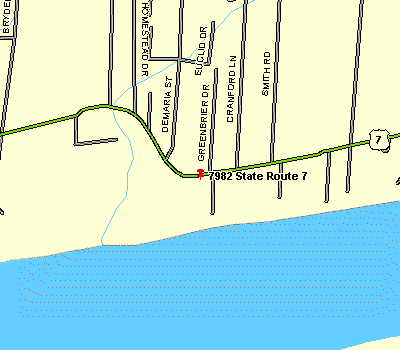 BRYDE
HOMESTEAD DR
DEMARIA ST
EUCLID DR
GREENBRIER DR
CRANFORD LN
SMITH RD
7
7982 State Route 7